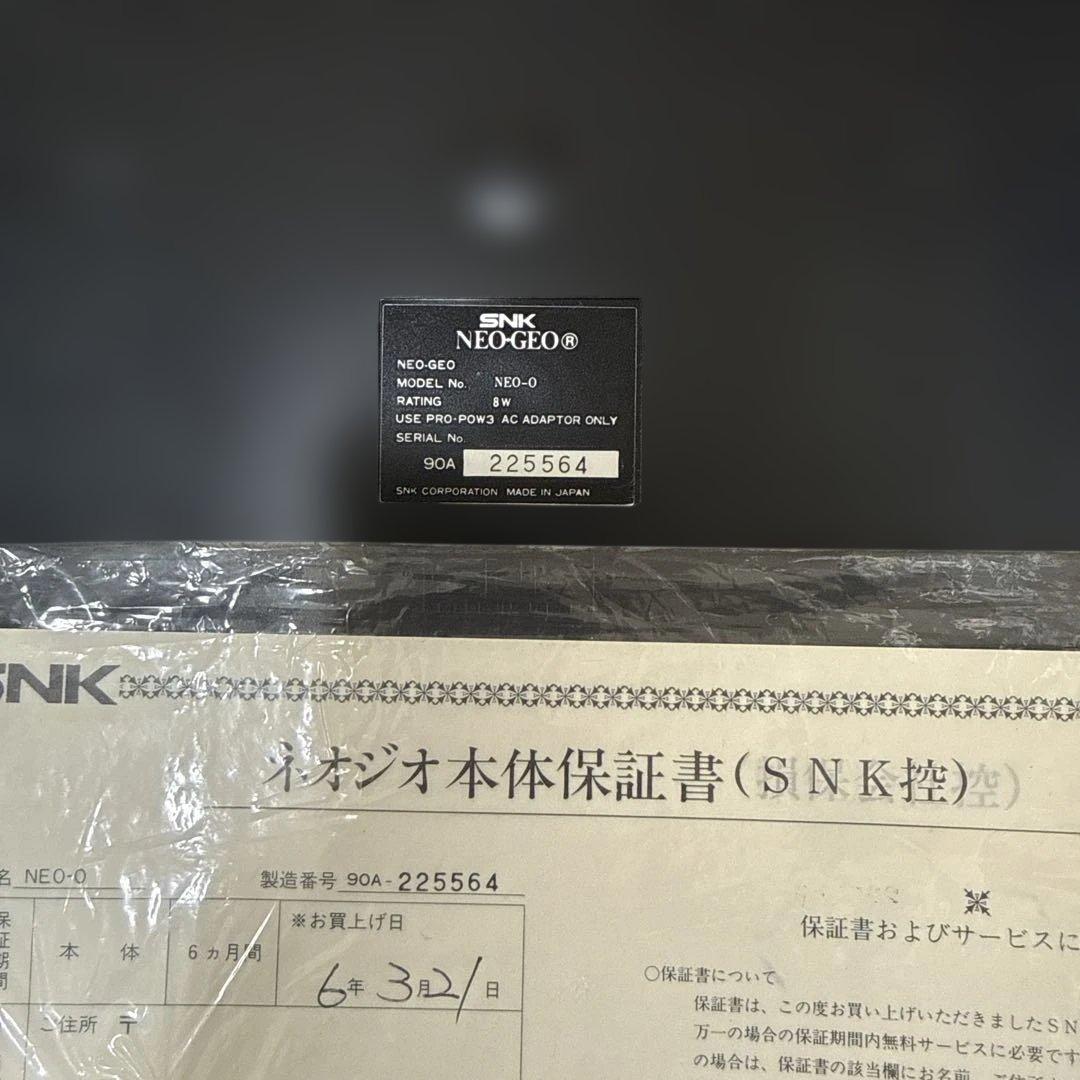 SNK
NEO·GEO®
NEO-GEO
MODEL No. NEO-0
RATING 8W
USE PRO-POW3 AC ADAPTOR ONLY
SERIAL No.
90A 225564
SNK CORPORATION MADE IN JAPAN
SNK
ネオジオ本体保証書(SNK控)
名 NEO-0 製造番号 90A-225564
保証期間 本体 6ヵ月間 ※お買上げ日
6年3月21日
ご住所 〒
保証書およびサービスに
○保証書について
保証書は、この度お買い上げいただきましたSN
万一の場合の保証期間内無料サービスに必要です
の場合は、保証書の該当欄にお名前、ご住所